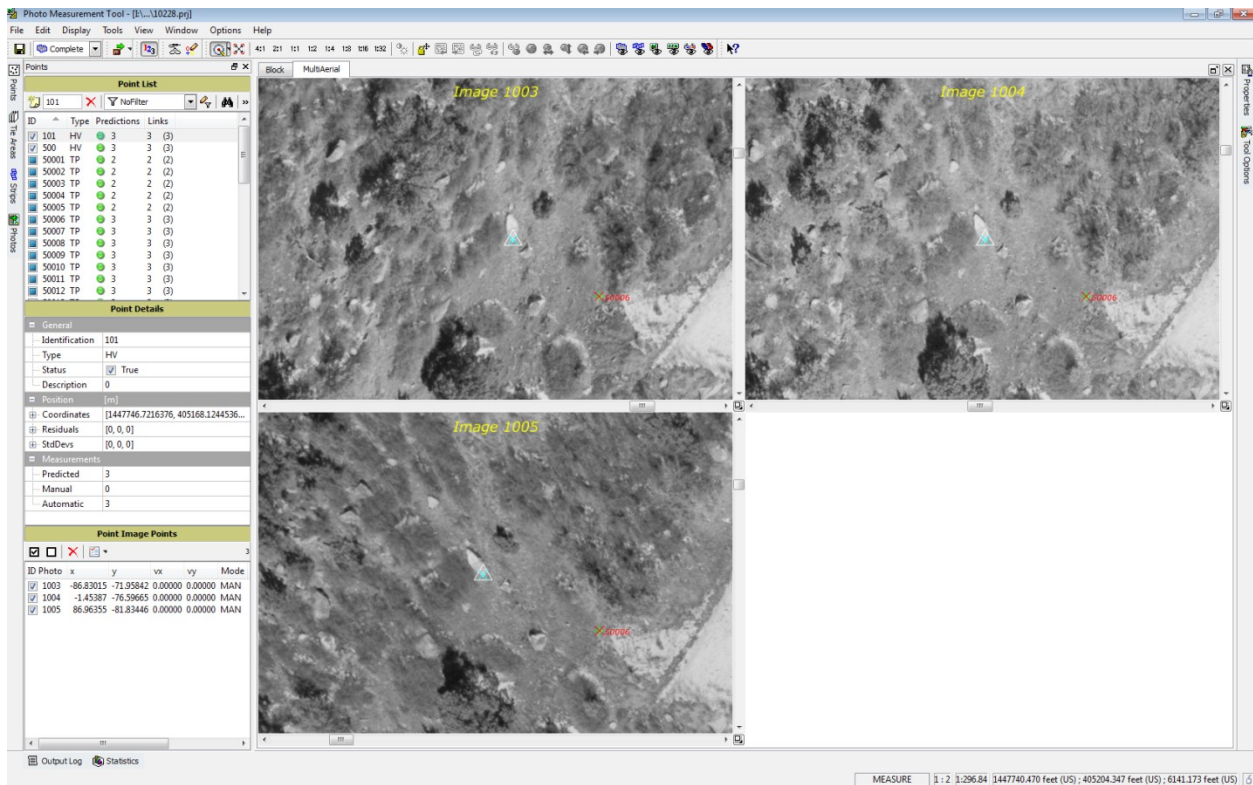 Photo Measurement Tool - [I:\...\10228.prj]
File Edit Display Tools View Window Options Help
Complete 4:1 2:1 1:1 1:2 1:4 1:8 1:16 1:32
Points
Block MultiAerial
Points
Tie Areas
Strips
Photos
Properties
Tool Options
Point List
101 NoFilter
ID Type Predictions Links
101 HV 3 3 (3)
500 HV 3 3 (3)
50001 TP 2 2 (2)
50002 TP 2 2 (2)
50003 TP 2 2 (2)
50004 TP 2 2 (2)
50005 TP 2 2 (2)
50006 TP 3 3 (3)
50007 TP 3 3 (3)
50008 TP 3 3 (3)
50009 TP 3 3 (3)
50010 TP 3 3 (3)
50011 TP 3 3 (3)
50012 TP 3 3 (3)
Point Details
General
Identification 101
Type HV
Status True
Description 0
Position [m]
Coordinates [1447746.7216376, 405168.1244536...
Residuals [0, 0, 0]
StdDevs [0, 0, 0]
Measurements
Predicted 3
Manual 0
Automatic 3
Point Image Points
3
ID Photo x y vx vy Mode
1003 -86.83015 -71.95842 0.00000 0.00000 MAN
1004 -1.45387 -76.59665 0.00000 0.00000 MAN
1005 86.96355 -81.83446 0.00000 0.00000 MAN
Image 1003
50006
Image 1004
50006
Image 1005
50006
Output Log Statistics
MEASURE 1 : 2 1:296.84 1447740.470 feet (US) ; 405204.347 feet (US) ; 6141.173 feet (US)